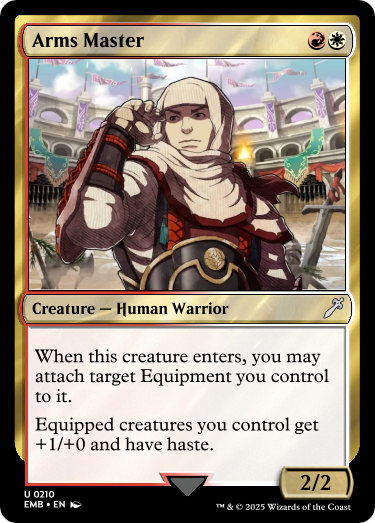 Arms Master
Creature — Human Warrior
When this creature enters, you may
attach target Equipment you control
to it.
Equipped creatures you control get
+1/+0 and have haste.
2/2
U 0210
EMB • EN
™ & © 2025 Wizards of the Coast